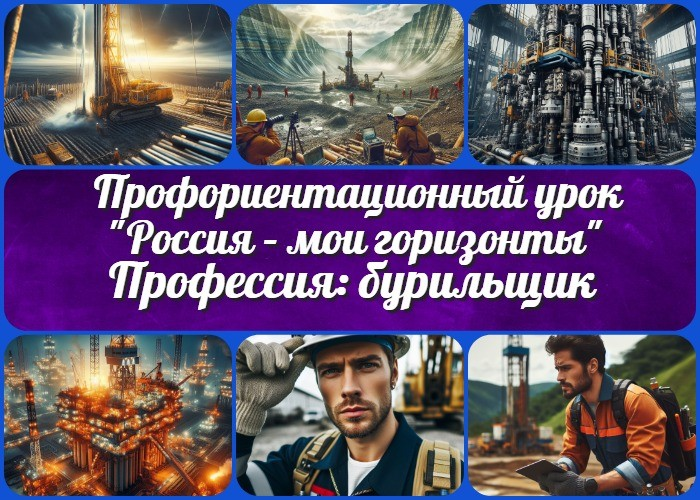 Профориентационный урок
"Россия – мои горизонты"
Профессия: бурильщик